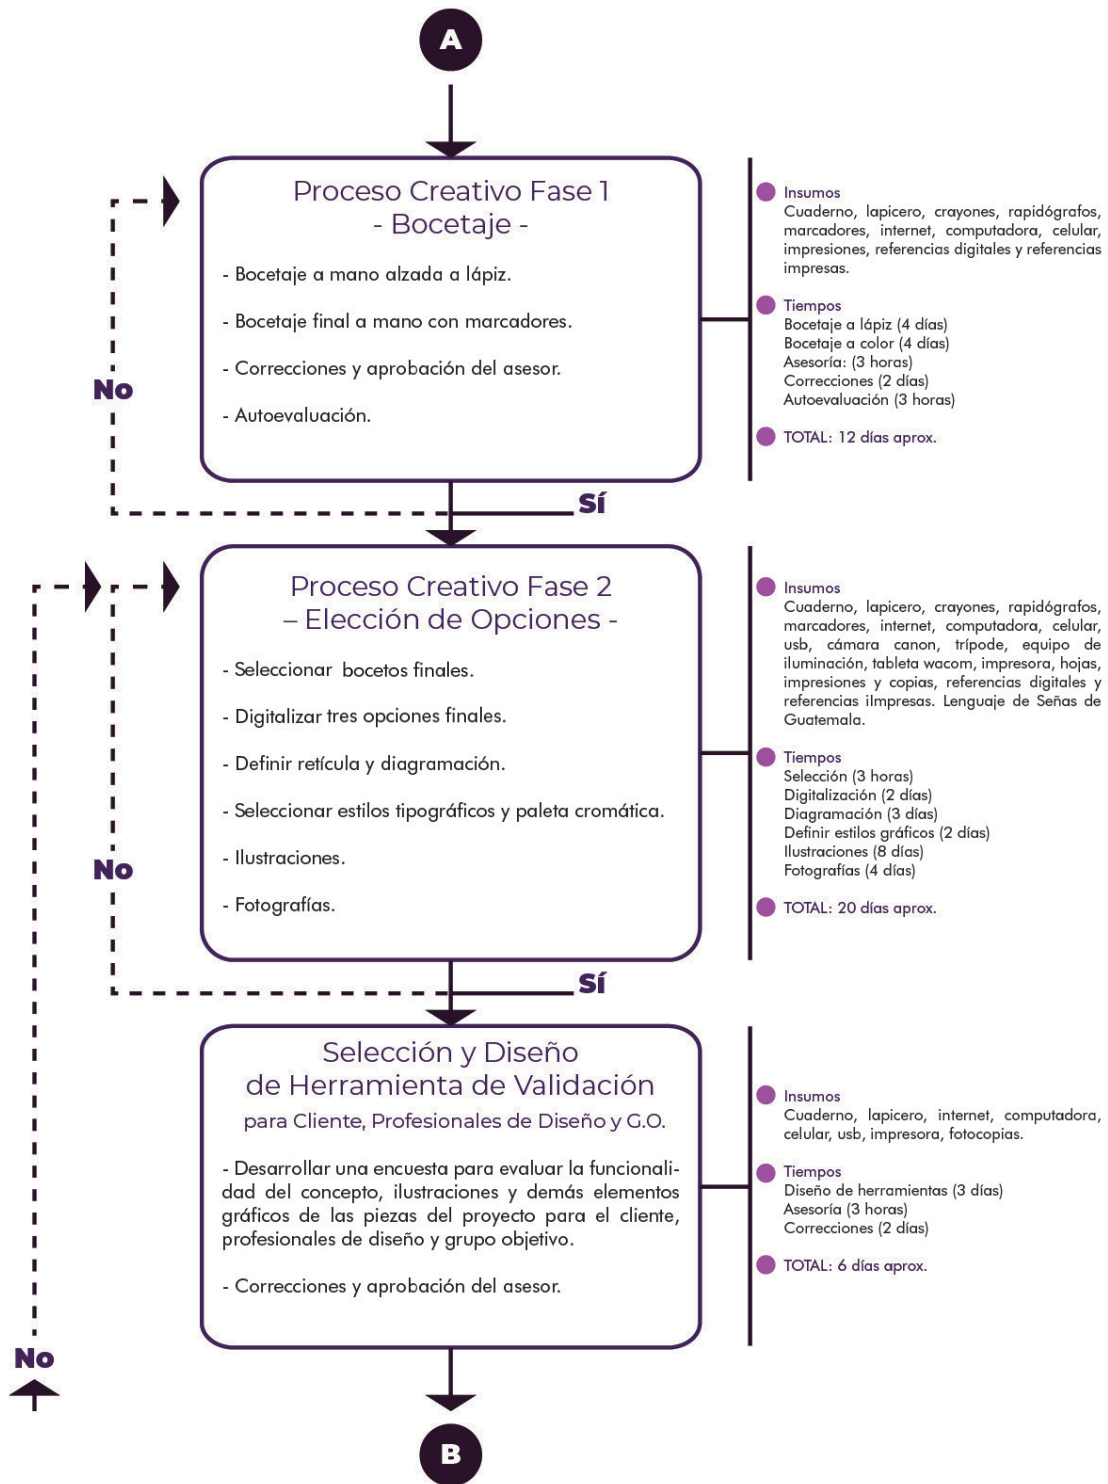 A
Proceso Creativo Fase 1
- Bocetaje -
- Bocetaje a mano alzada a lápiz.
- Bocetaje final a mano con marcadores.
- Correcciones y aprobación del asesor.
- Autoevaluación.
Insumos
Cuaderno, lapicero, crayones, rapidógrafos,
marcadores, internet, computadora, celular,
impresiones, referencias digitales y referencias
impresas.
Tiempos
Bocetaje a lápiz (4 días)
Bocetaje a color (4 días)
Asesoría: (3 horas)
Correcciones (2 días)
Autoevaluación (3 horas)
TOTAL: 12 días aprox.
No
Sí
Proceso Creativo Fase 2
– Elección de Opciones -
- Seleccionar bocetos finales.
- Digitalizar tres opciones finales.
- Definir retícula y diagramación.
- Seleccionar estilos tipográficos y paleta cromática.
- Ilustraciones.
- Fotografías.
Insumos
Cuaderno, lapicero, crayones, rapidógrafos,
marcadores, internet, computadora, celular,
usb, cámara canon, trípode, equipo de
iluminación, tableta wacom, impresora, hojas,
impresiones y copias, referencias digitales y
referencias iImpresas. Lenguaje de Señas de
Guatemala.
Tiempos
Selección (3 horas)
Digitalización (2 días)
Diagramación (3 días)
Definir estilos gráficos (2 días)
Ilustraciones (8 días)
Fotografías (4 días)
TOTAL: 20 días aprox.
No
Sí
Selección y Diseño
de Herramienta de Validación
para Cliente, Profesionales de Diseño y G.O.
- Desarrollar una encuesta para evaluar la funcionali-
dad del concepto, ilustraciones y demás elementos
gráficos de las piezas del proyecto para el cliente,
profesionales de diseño y grupo objetivo.
- Correcciones y aprobación del asesor.
Insumos
Cuaderno, lapicero, internet, computadora,
celular, usb, impresora, fotocopias.
Tiempos
Diseño de herramientas (3 días)
Asesoría (3 horas)
Correcciones (2 días)
TOTAL: 6 días aprox.
No
B